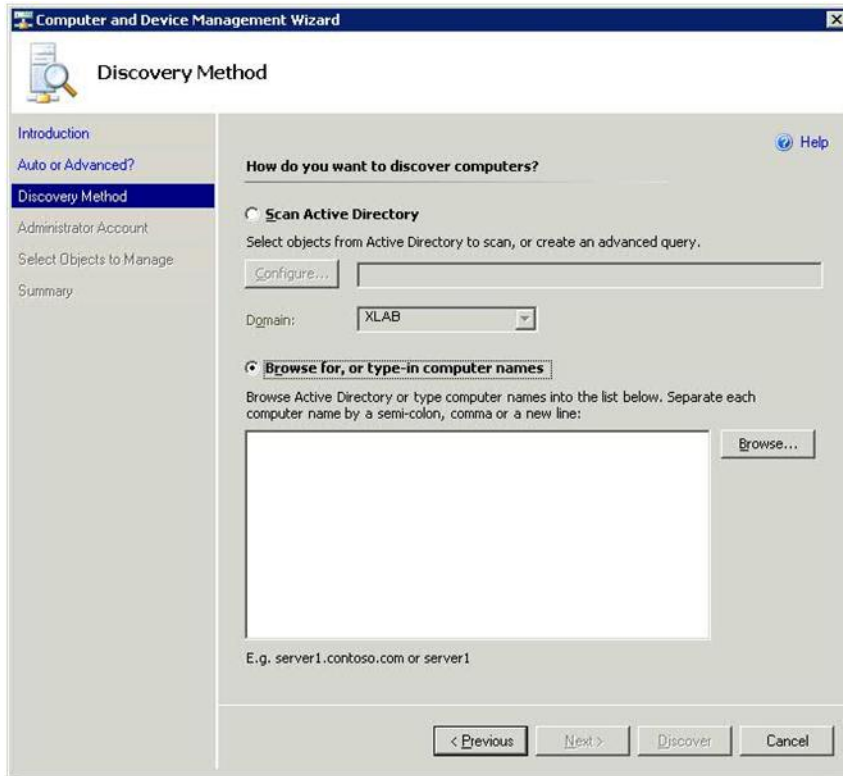 Computer and Device Management Wizard
Discovery Method
Introduction
Auto or Advanced?
Discovery Method
Administrator Account
Select Objects to Manage
Summary
Help
How do you want to discover computers?
Scan Active Directory
Select objects from Active Directory to scan, or create an advanced query.
Configure...
Domain: XLAB
Browse for, or type-in computer names
Browse Active Directory or type computer names into the list below. Separate each
computer name by a semi-colon, comma or a new line:
Browse...
E.g. server1.contoso.com or server1
< Previous Next > Discover Cancel